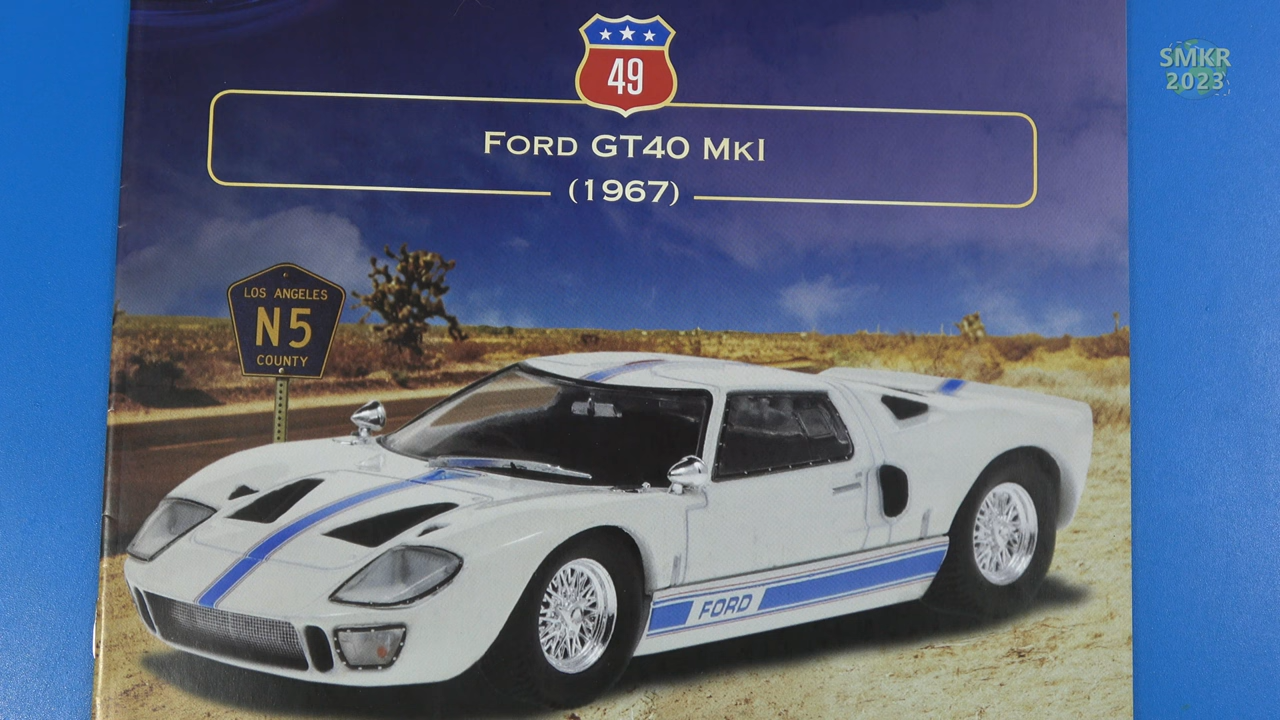 49
FORD GT40 MKI
(1967)
SMKR
2023
LOS ANGELES
N5
COUNTY
FORD